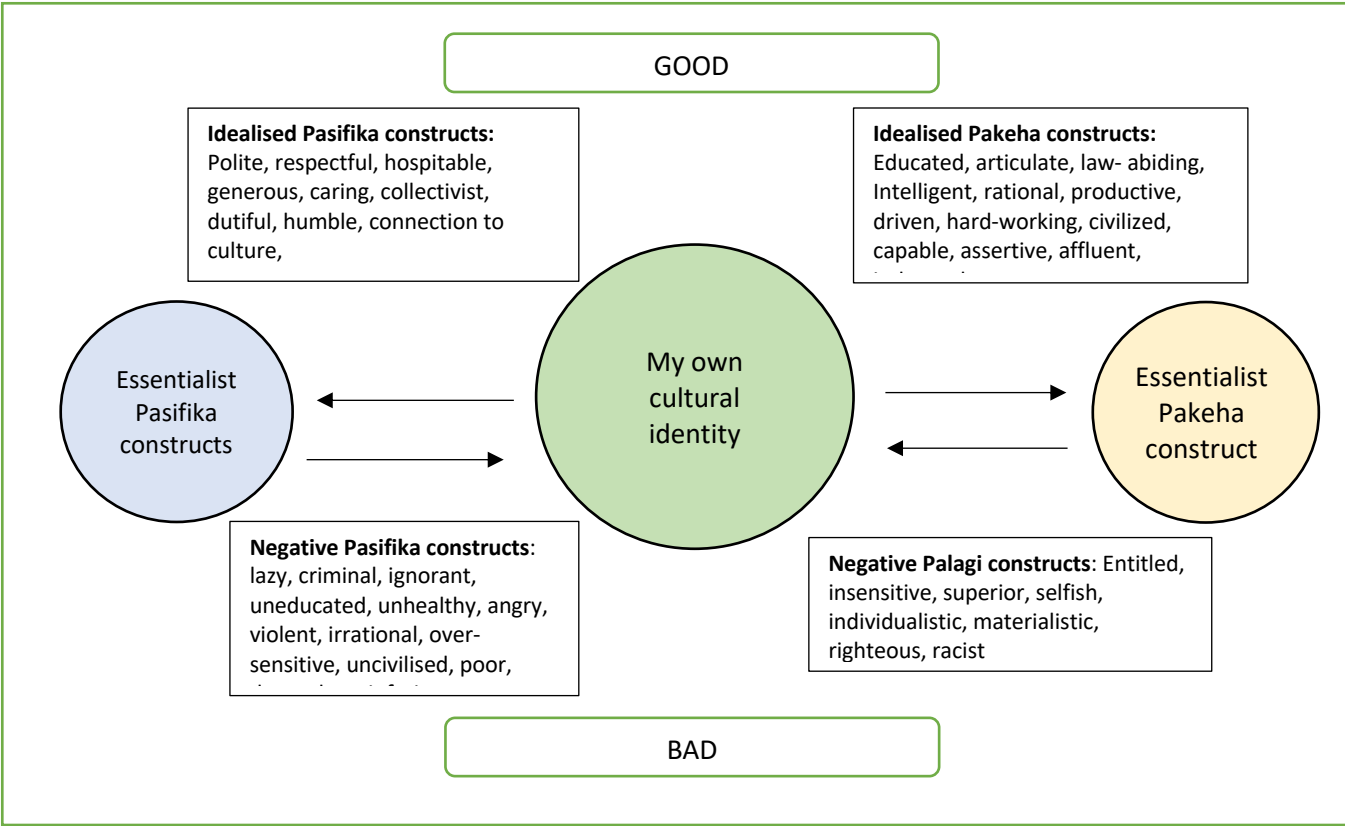 GOOD
Idealised Pasifika constructs:
Polite, respectful, hospitable,
generous, caring, collectivist,
dutiful, humble, connection to
culture,
Idealised Pakeha constructs:
Educated, articulate, law- abiding,
Intelligent, rational, productive,
driven, hard-working, civilized,
capable, assertive, affluent,
Essentialist
Pasifika
constructs
My own
cultural
identity
Essentialist
Pakeha
construct
Negative Pasifika constructs:
lazy, criminal, ignorant,
uneducated, unhealthy, angry,
violent, irrational, over-
sensitive, uncivilised, poor,
Negative Palagi constructs: Entitled,
insensitive, superior, selfish,
individualistic, materialistic,
righteous, racist
BAD